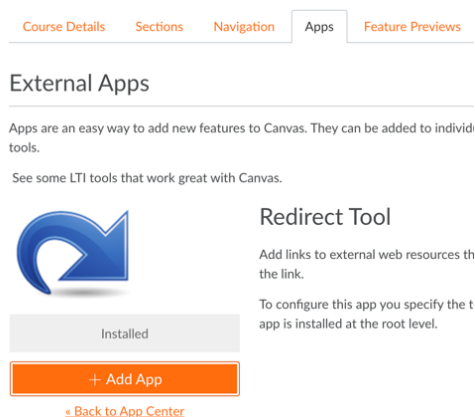 Course Details Sections Navigation Apps Feature Previews
External Apps
Apps are an easy way to add new features to Canvas. They can be added to
tools.
See some LTI tools that work great with Canvas.
Redirect Tool
Add links to external web resources
the link.
To configure this app you specify the
app is installed at the root level.
Installed
+ Add App
« Back to App Center